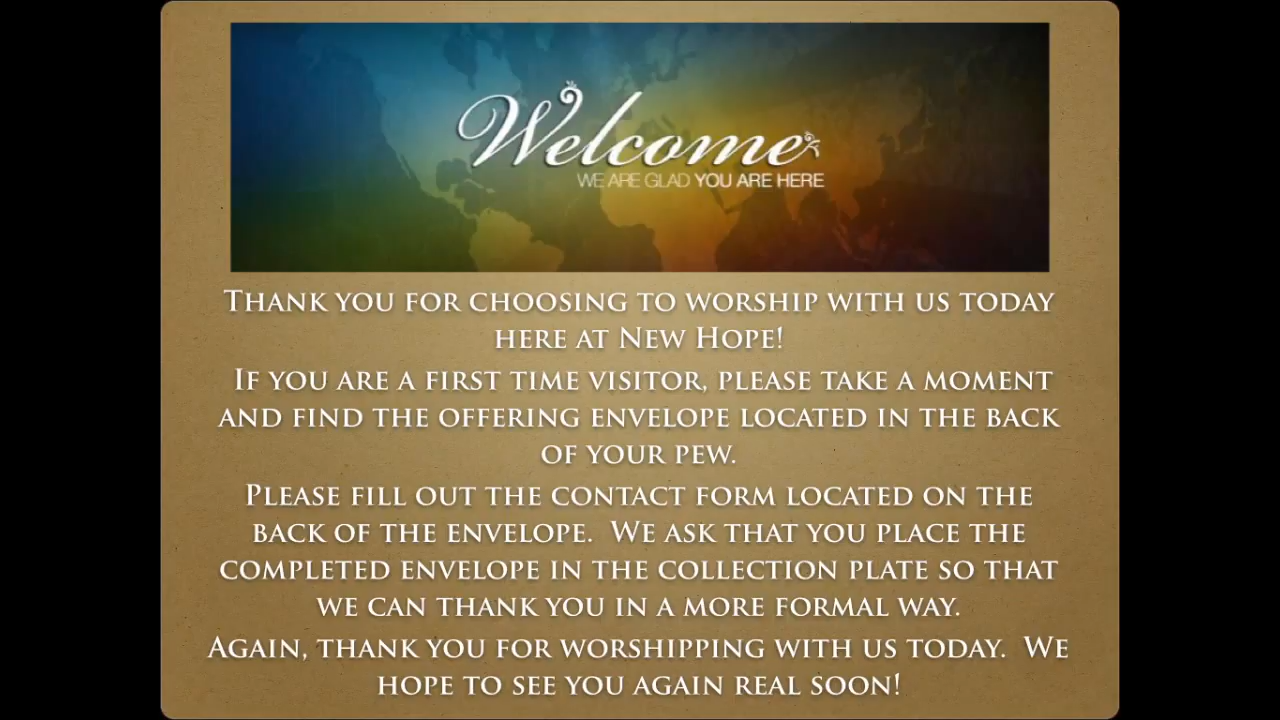 Welcome
WE ARE GLAD YOU ARE HERE
Thank you for choosing to worship with us today
here at New Hope!
If you are a first time visitor, please take a moment
and find the offering envelope located in the back
of your pew.
Please fill out the contact form located on the
back of the envelope.  We ask that you place the
completed envelope in the collection plate so that
we can thank you in a more formal way.
Again, thank you for worshipping with us today.  We
hope to see you again real soon!